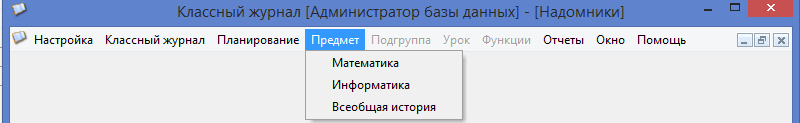 Классный журнал [Администратор базы данных] - [Надомники]
Настройка Классный журнал Планирование Предмет Подгруппа Урок Функции Отчеты Окно Помощь
Математика
Информатика
Всеобщая история